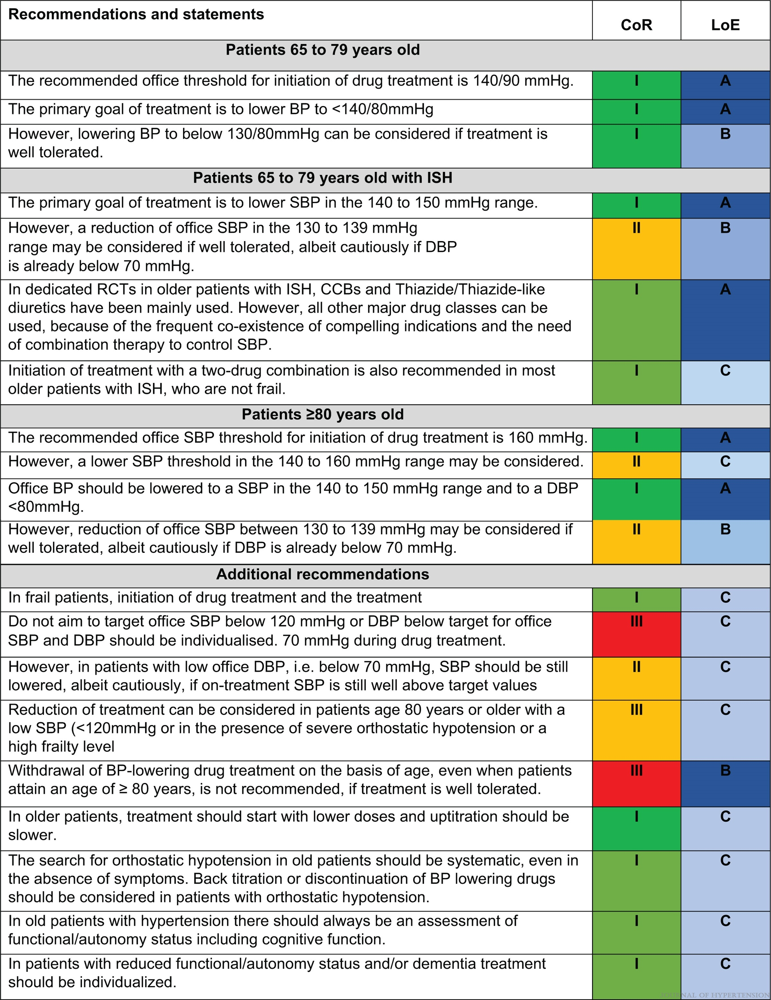 Recommendations and statements
CoR
LoE
Patients 65 to 79 years old
The recommended office threshold for initiation of drug treatment is 140/90 mmHg.
I
A
The primary goal of treatment is to lower BP to <140/80mmHg
I
A
However, lowering BP to below 130/80mmHg can be considered if treatment is
well tolerated.
I
B
Patients 65 to 79 years old with ISH
The primary goal of treatment is to lower SBP in the 140 to 150 mmHg range.
I
A
However, a reduction of office SBP in the 130 to 139 mmHg
range may be considered if well tolerated, albeit cautiously if DBP
is already below 70 mmHg.
II
B
In dedicated RCTs in older patients with ISH, CCBs and Thiazide/Thiazide-like
diuretics have been mainly used. However, all other major drug classes can be
used, because of the frequent co-existence of compelling indications and the need
of combination therapy to control SBP.
I
A
Initiation of treatment with a two-drug combination is also recommended in most
older patients with ISH, who are not frail.
I
C
Patients ≥80 years old
The recommended office SBP threshold for initiation of drug treatment is 160 mmHg.
I
A
However, a lower SBP threshold in the 140 to 160 mmHg range may be considered.
II
C
Office BP should be lowered to a SBP in the 140 to 150 mmHg range and to a DBP
<80mmHg.
I
A
However, reduction of office SBP between 130 to 139 mmHg may be considered if
well tolerated, albeit cautiously if DBP is already below 70 mmHg.
II
B
Additional recommendations
In frail patients, initiation of drug treatment and the treatment
I
C
Do not aim to target office SBP below 120 mmHg or DBP below target for office
SBP and DBP should be individualised. 70 mmHg during drug treatment.
III
C
However, in patients with low office DBP, i.e. below 70 mmHg, SBP should be still
lowered, albeit cautiously, if on-treatment SBP is still well above target values
II
C
Reduction of treatment can be considered in patients age 80 years or older with a
low SBP (<120mmHg or in the presence of severe orthostatic hypotension or a
high frailty level
III
C
Withdrawal of BP-lowering drug treatment on the basis of age, even when patients
attain an age of ≥ 80 years, is not recommended, if treatment is well tolerated.
III
B
In older patients, treatment should start with lower doses and uptitration should be
slower.
I
C
The search for orthostatic hypotension in old patients should be systematic, even in
the absence of symptoms. Back titration or discontinuation of BP lowering drugs
should be considered in patients with orthostatic hypotension.
I
C
In old patients with hypertension there should always be an assessment of
functional/autonomy status including cognitive function.
I
C
In patients with reduced functional/autonomy status and/or dementia treatment
should be individualized.
I
C
JOURNAL OF HYPERTENSION